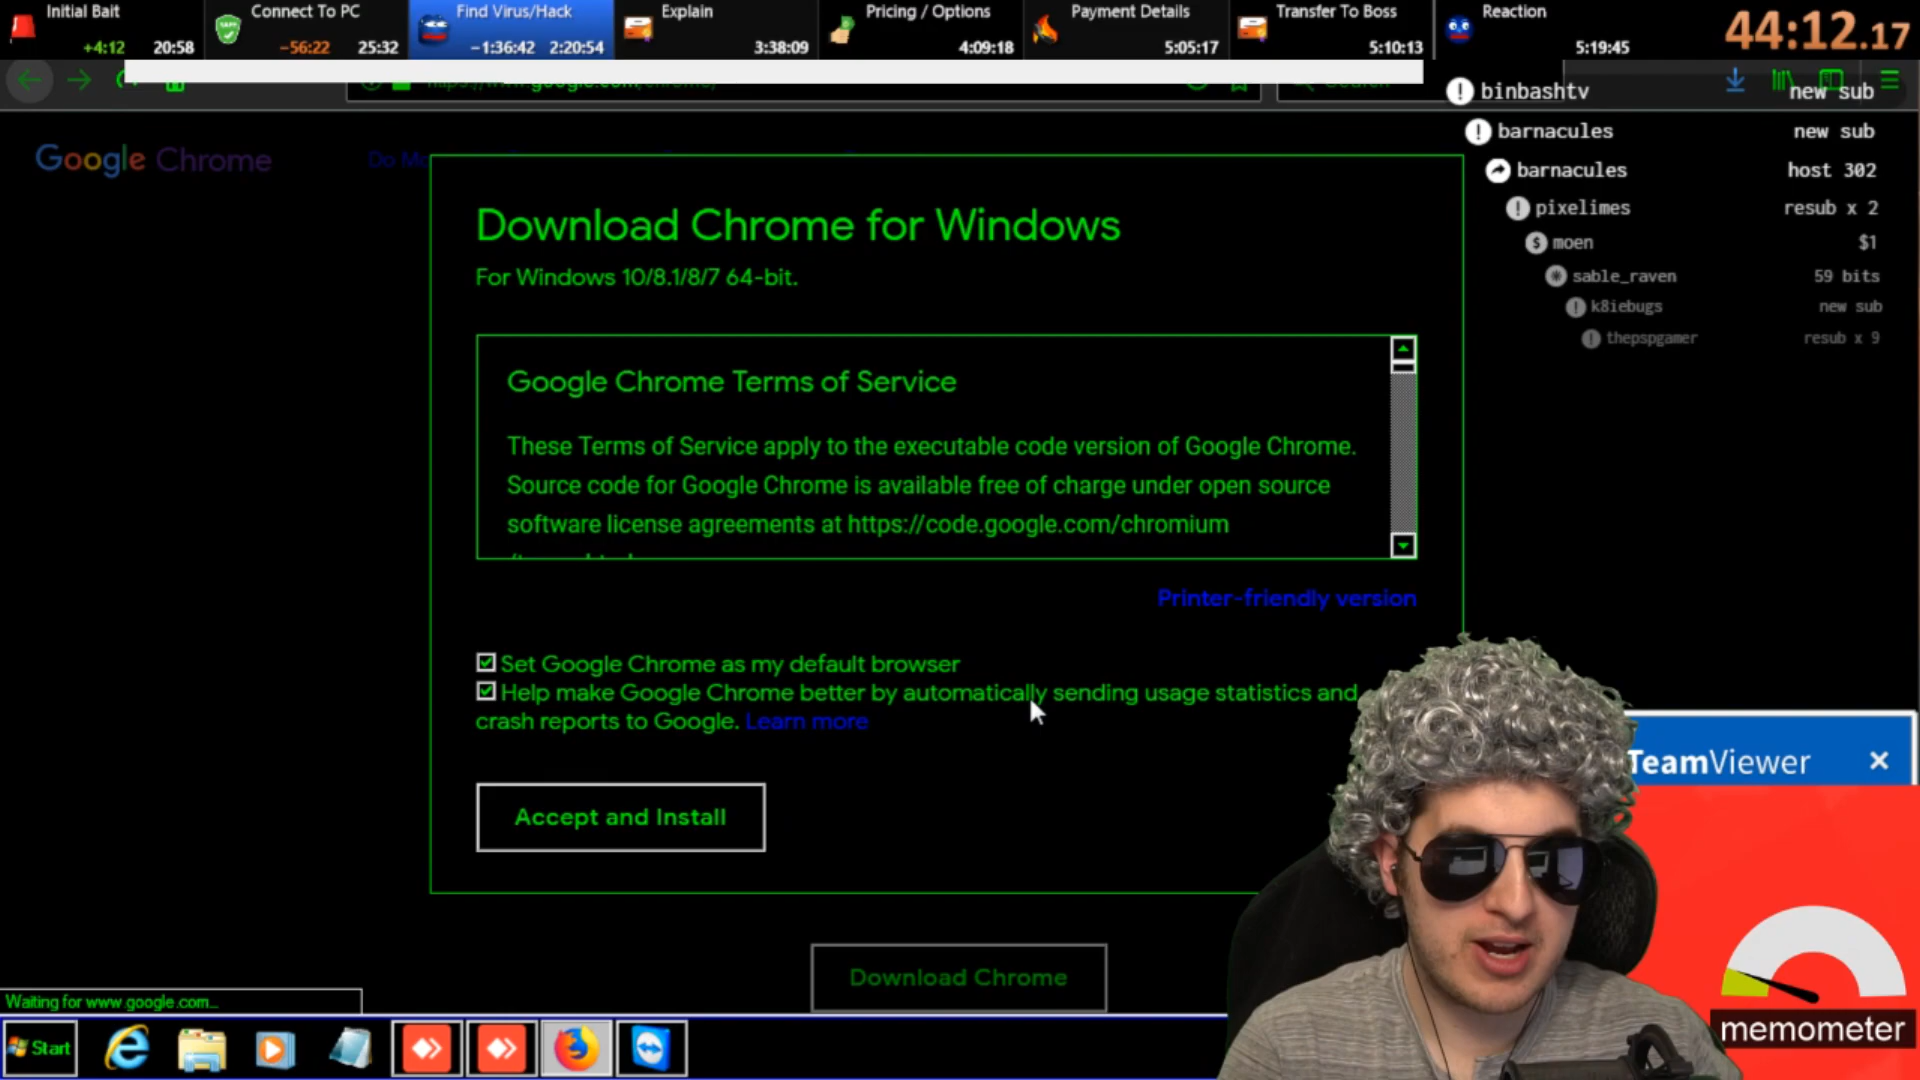 Initial Bait
+4:12 20:58
Connect To PC
-56:22 25:32
Find Virus/Hack
-1:36:42 2:20:54
Explain
3:38:09
Pricing / Options
4:09:18
Payment Details
5:05:17
Transfer To Boss
5:10:13
Reaction
5:19:45
44:12.17
binbashtv new sub
barnacules new sub
barnacules host 302
pixelimes resub x 2
moen $1
sable_raven 59 bits
k8iebugs new sub
thepspgamer resub x 9
Google Chrome
Do Mo
Download Chrome for Windows
For Windows 10/8.1/8/7 64-bit.
Google Chrome Terms of Service
These Terms of Service apply to the executable code version of Google Chrome.
Source code for Google Chrome is available free of charge under open source
software license agreements at https://code.google.com/chromium
Printer-friendly version
Set Google Chrome as my default browser
Help make Google Chrome better by automatically sending usage statistics and
crash reports to Google. Learn more
Accept and Install
Download Chrome
TeamViewer
memometer
Waiting for www.google.com...
Start